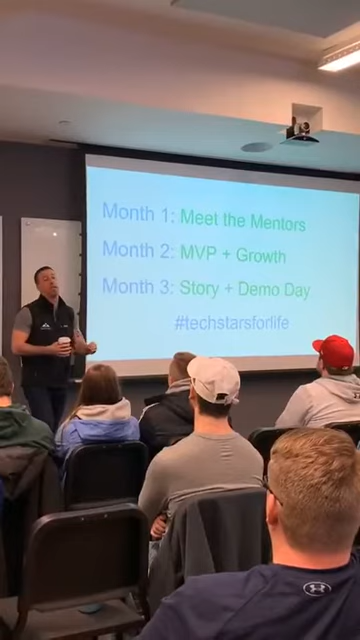 Month 1: Meet the Mentors
Month 2: MVP + Growth
Month 3: Story + Demo Day
#techstarsforlife